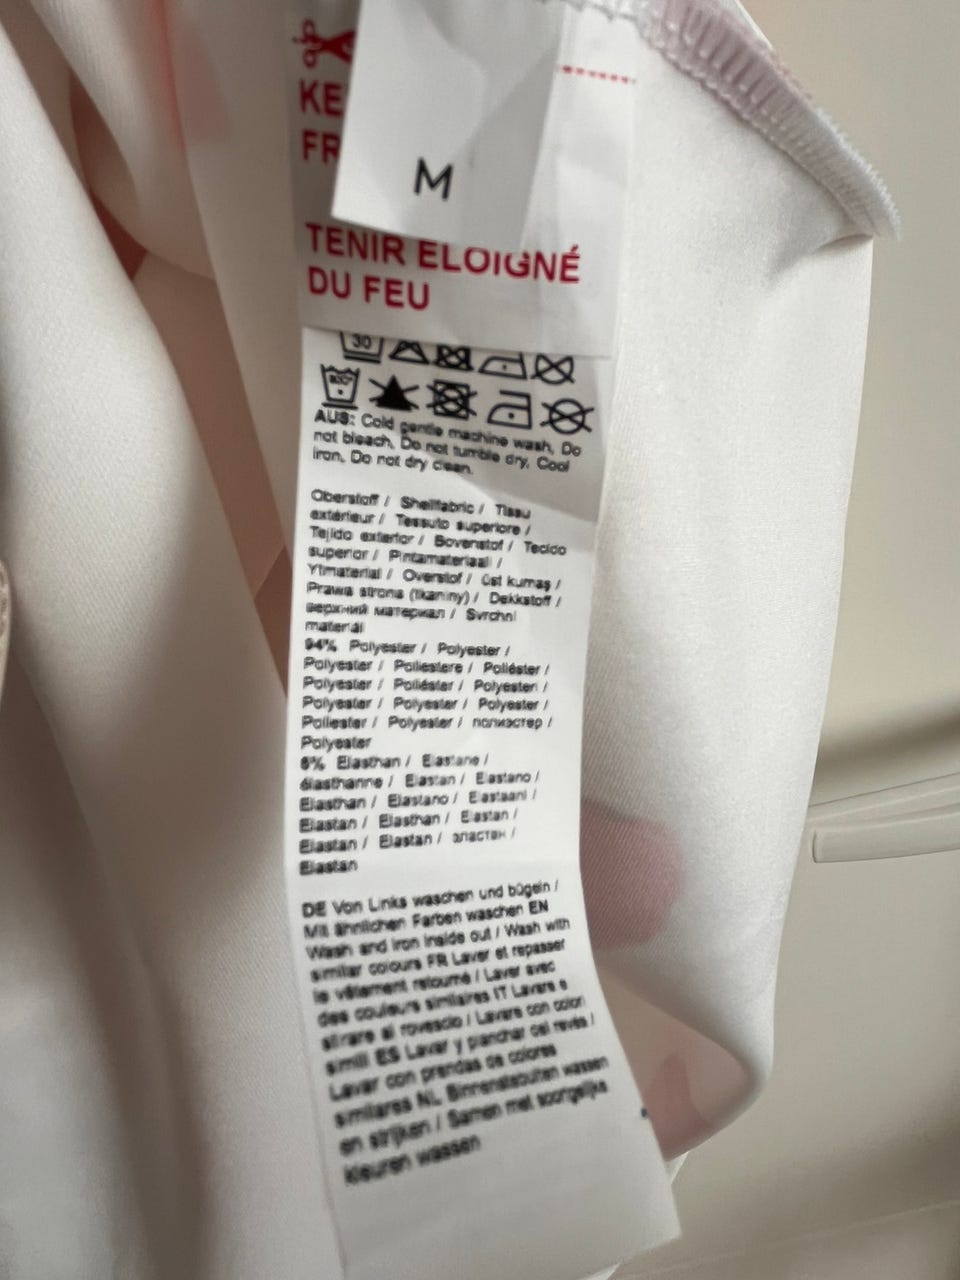 KE
FR
M
TENIR ÉLOIGNÉ
DU FEU
30
AUS: Cold gentle machine wash, Do
not bleach, Do not tumble dry, Cool
iron, Do not dry clean.
Oberstoff / Shellfabric / Tissu
extérieur / Tessuto superiore /
Tejido exterior / Bovenstof / Tecido
superior / Pintamateriaali /
Ytmaterial / Overstof / üst kumaş /
Prawa strona (tkaniny) / Dekkstoff /
верхний материал / Svrchní
materiál
94% Polyester / Polyester /
Polyester / Poliestere / Poliéster /
Polyester / Poliéster / Polyesteri /
Polyester / Polyester / Polyester /
Poliester / Polyester / полиэстер /
Polyester
6% Elasthan / Elastane /
élasthanne / Elastan / Elastano /
Elasthan / Elastano / Elastaani /
Elastan / Elasthan / Elastan /
Elastan / Elastan / эластан /
Elastan
DE Von Links waschen und bügeln /
Mit ähnlichen Farben waschen EN
Wash and iron inside out / Wash with
similar colours FR Laver et repasser
le vêtement retourné / Laver avec
des couleurs similaires IT Lavare e
stirare al rovescio / Lavare con colori
simili ES Lavar y planchar del revés /
Lavar con prendas de colores
similares NL Binnenstebuiten wassen
en strijken / Samen met soortgelijke
kleuren wassen